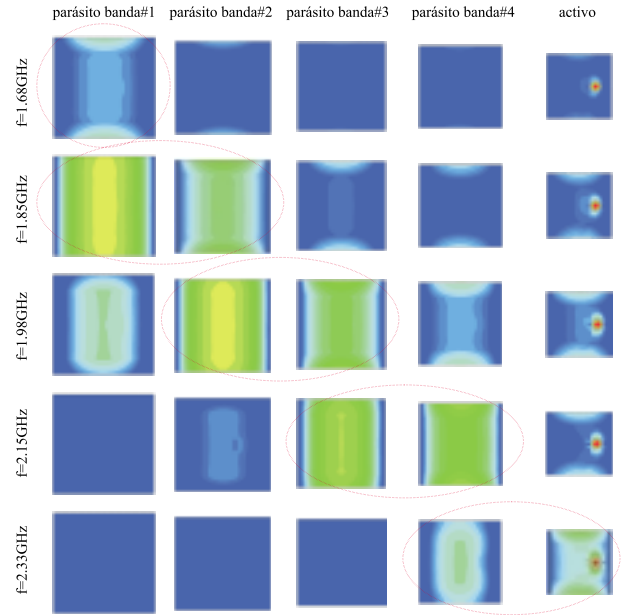 parásito banda#1 parásito banda#2 parásito banda#3 parásito banda#4 activo
f=1.68GHz
f=1.85GHz
f=1.98GHz
f=2.15GHz
f=2.33GHz